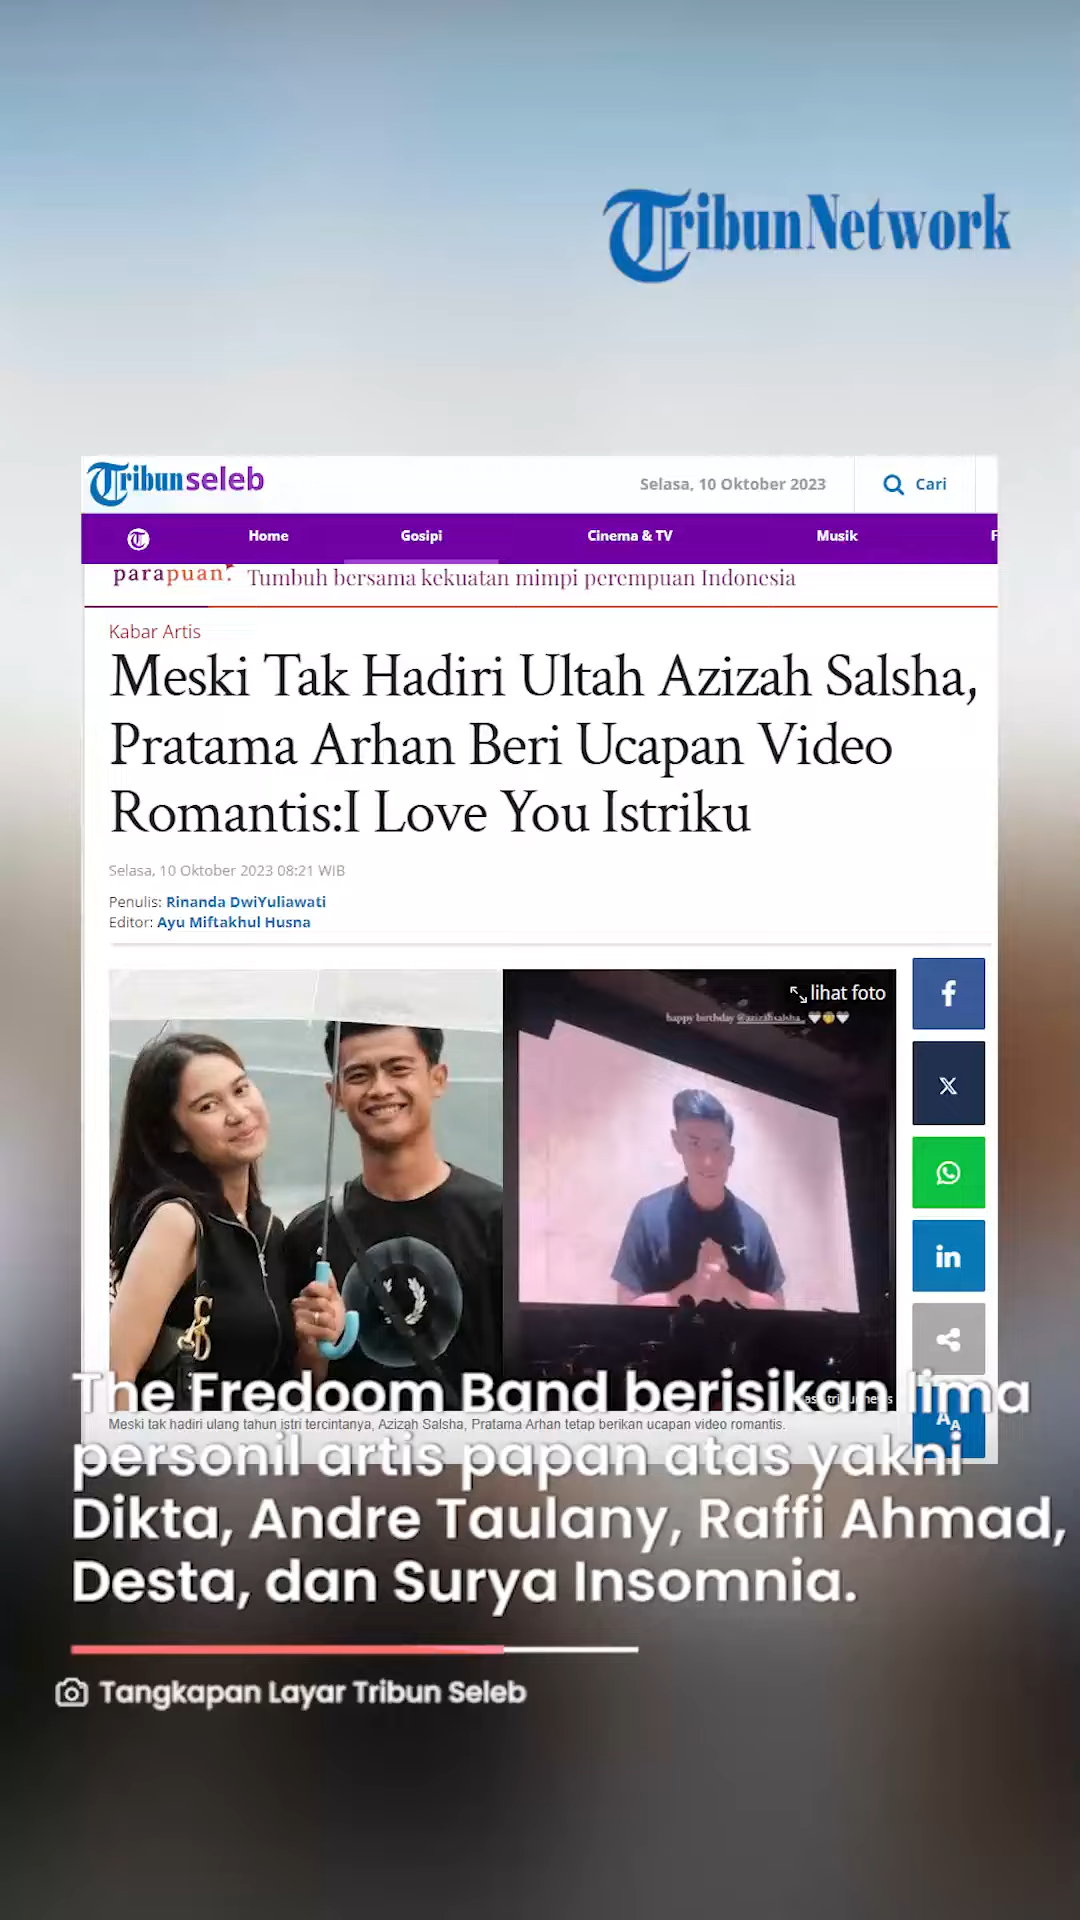 Tribun Network
Tribunseleb
Selasa, 10 Oktober 2023
Cari
Home
Gosipi
Cinema & TV
Musik
F
parapuan. Tumbuh bersama kekuatan mimpi perempuan Indonesia
Kabar Artis
Meski Tak Hadiri Ultah Azizah Salsha,
Pratama Arhan Beri Ucapan Video
Romantis:I Love You Istriku
Selasa, 10 Oktober 2023 08:21 WIB
Penulis: Rinanda DwiYuliawati
Editor: Ayu Miftakhul Husna
lihat foto
happy birthday @azizahsalsha_
The Fredoom Band berisikan lima
Meski tak hadiri ulang tahun istri tercintanya, Azizah Salsha, Pratama Arhan tetap berikan ucapan video romantis.
AA
personil artis papan atas yakni
Dikta, Andre Taulany, Raffi Ahmad,
Desta, dan Surya Insomnia.
Tangkapan Layar Tribun Seleb